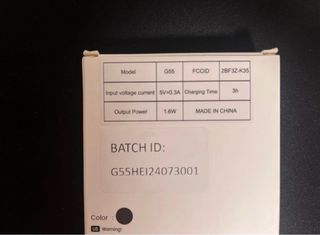 Model G55 FCCID 2BF3Z-K35
Input voltage current 5V=0.3A Charging Time 3h
Output Power 1.6W MADE IN CHINA
BATCH ID:
G55HEI24073001
Color :
US Warning!